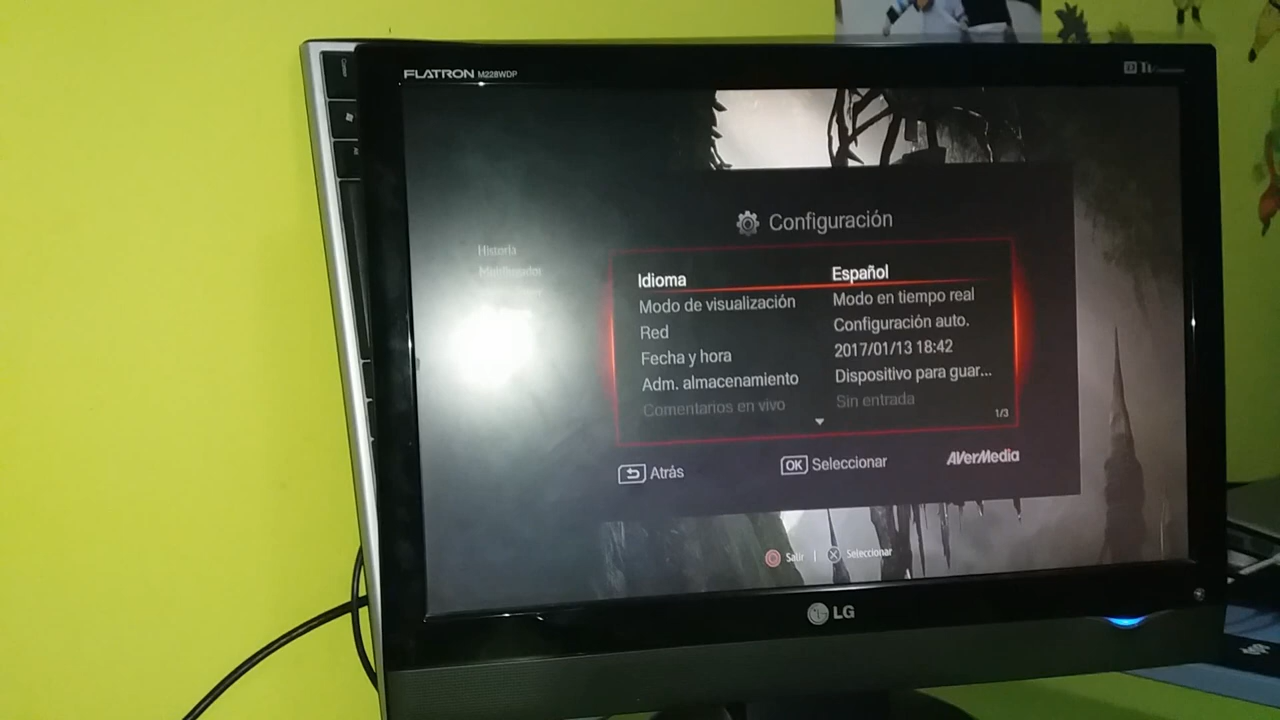 FLATRON M228WDP
Configuración
Historia
Multijugador
Idioma Español
Modo de visualización Modo en tiempo real
Red Configuración auto.
Fecha y hora 2017/01/13 18:42
Adm. almacenamiento Dispositivo para guar...
Comentarios en vivo Sin entrada
1/3
Atrás OK Seleccionar AVerMedia
Salir | Seleccionar
LG